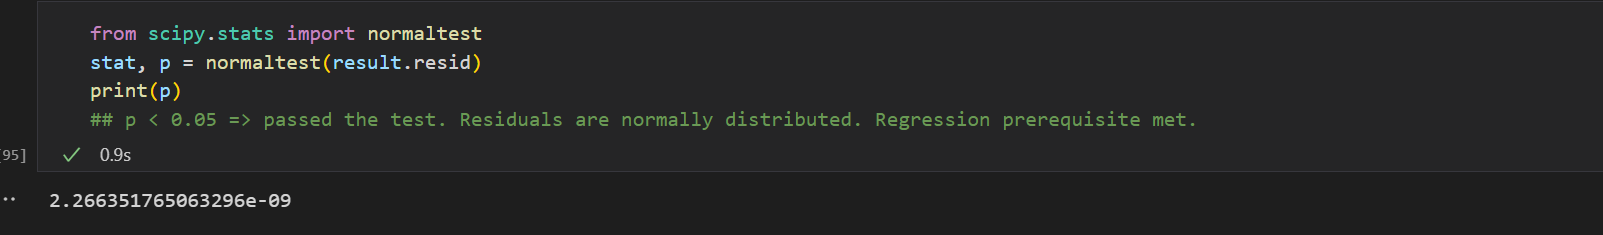 from scipy.stats import normaltest
stat, p = normaltest(result.resid)
print(p)
## p < 0.05 => passed the test. Residuals are normally distributed. Regression prerequisite met.
95] 0.9s
2.266351765063296e-09